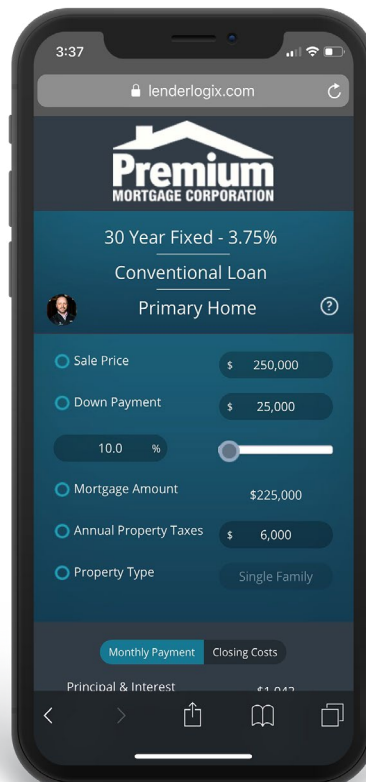 3:37
lenderlogix.com
Premium
MORTGAGE CORPORATION
30 Year Fixed - 3.75%
Conventional Loan
Primary Home ?
Sale Price $ 250,000
Down Payment $ 25,000
10.0 %
Mortgage Amount $225,000
Annual Property Taxes $ 6,000
Property Type Single Family
Monthly Payment Closing Costs
Principal & Interest $1,042